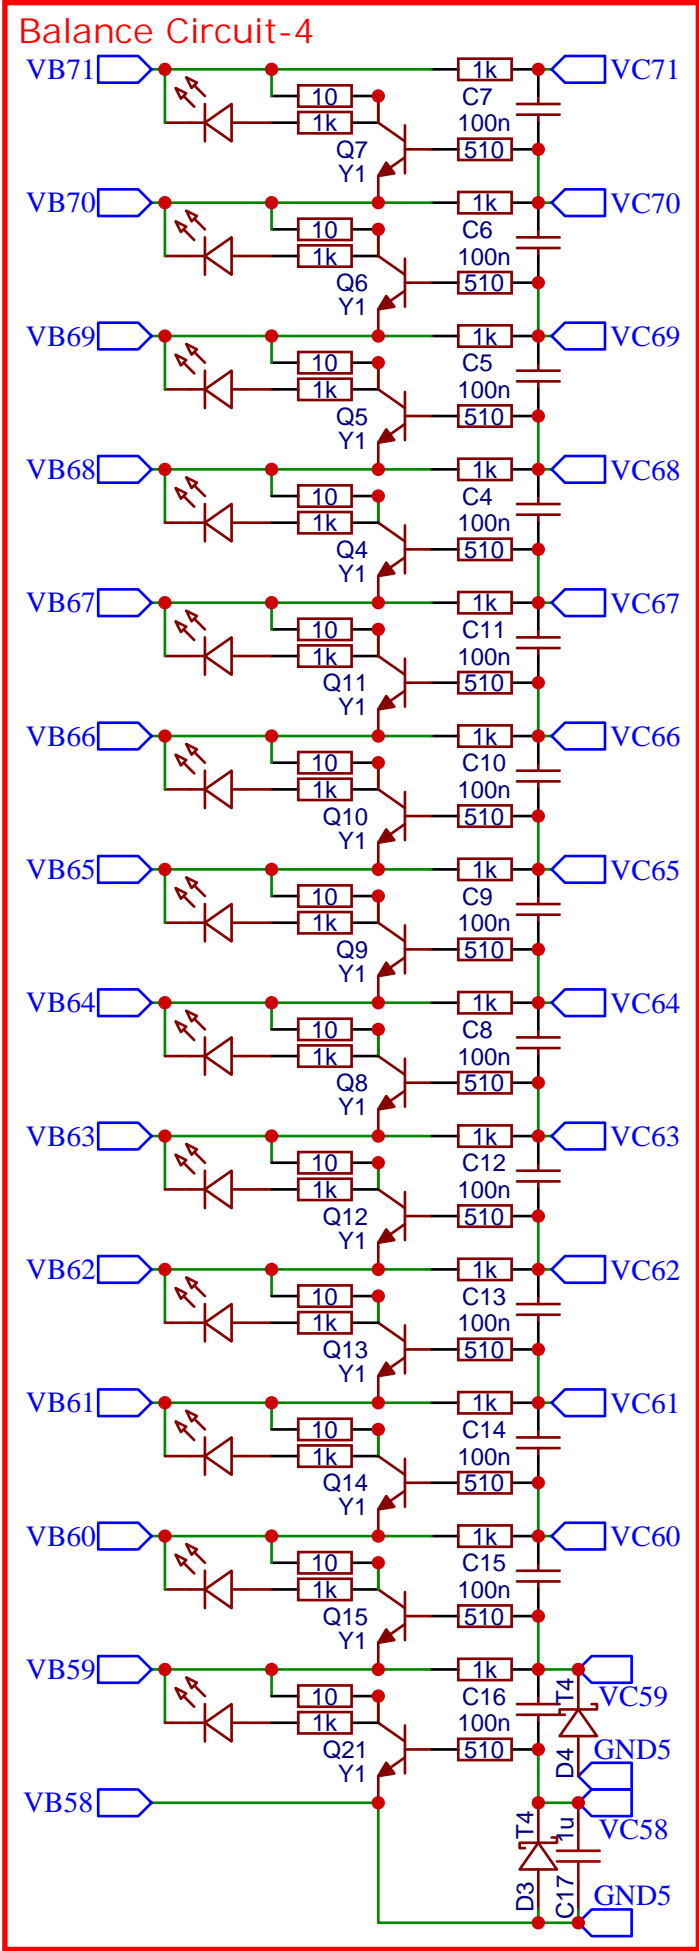 Balance Circuit-4
VB71 1k VC71
10 C7
1k 100n
Q7 510
Y1
VB70 1k VC70
10 C6
1k 100n
Q6 510
Y1
VB69 1k VC69
10 C5
1k 100n
Q5 510
Y1
VB68 1k VC68
10 C4
1k 100n
Q4 510
Y1
VB67 1k VC67
10 C11
1k 100n
Q11 510
Y1
VB66 1k VC66
10 C10
1k 100n
Q10 510
Y1
VB65 1k VC65
10 C9
1k 100n
Q9 510
Y1
VB64 1k VC64
10 C8
1k 100n
Q8 510
Y1
VB63 1k VC63
10 C12
1k 100n
Q12 510
Y1
VB62 1k VC62
10 C13
1k 100n
Q13 510
Y1
VB61 1k VC61
10 C14
1k 100n
Q14 510
Y1
VB60 1k VC60
10 C15
1k 100n
Q15 510
Y1
VB59 1k
10 C16 T4 VC59
1k 100n
Q21 510 D4 GND5
Y1
VB58
T4 1u VC58
D3 C17 GND5